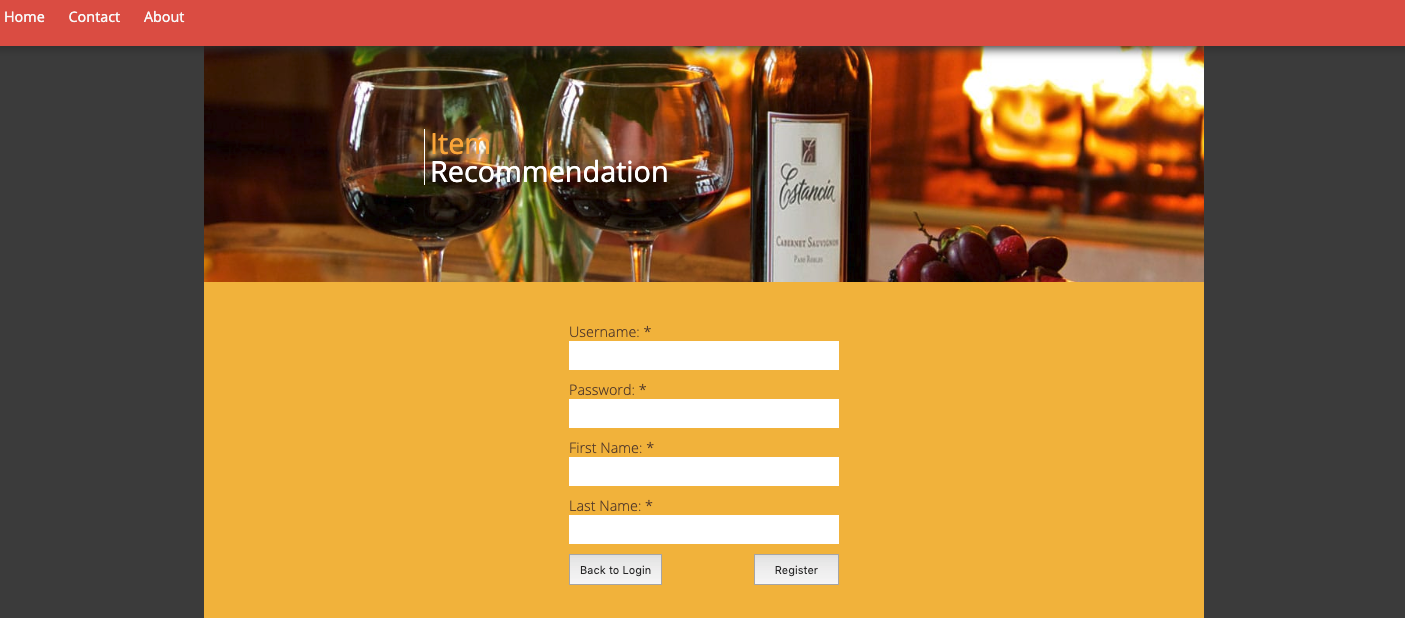 Home Contact About
Item
Recommendation
Estancia
CABERNET SAUVIGNON
PASO ROBLES
Username: *
Password: *
First Name: *
Last Name: *
Back to Login Register